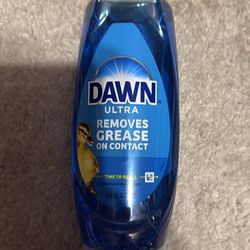 DAWN
ULTRA
REMOVES
GREASE
ON CONTACT
TIME TO REFILL